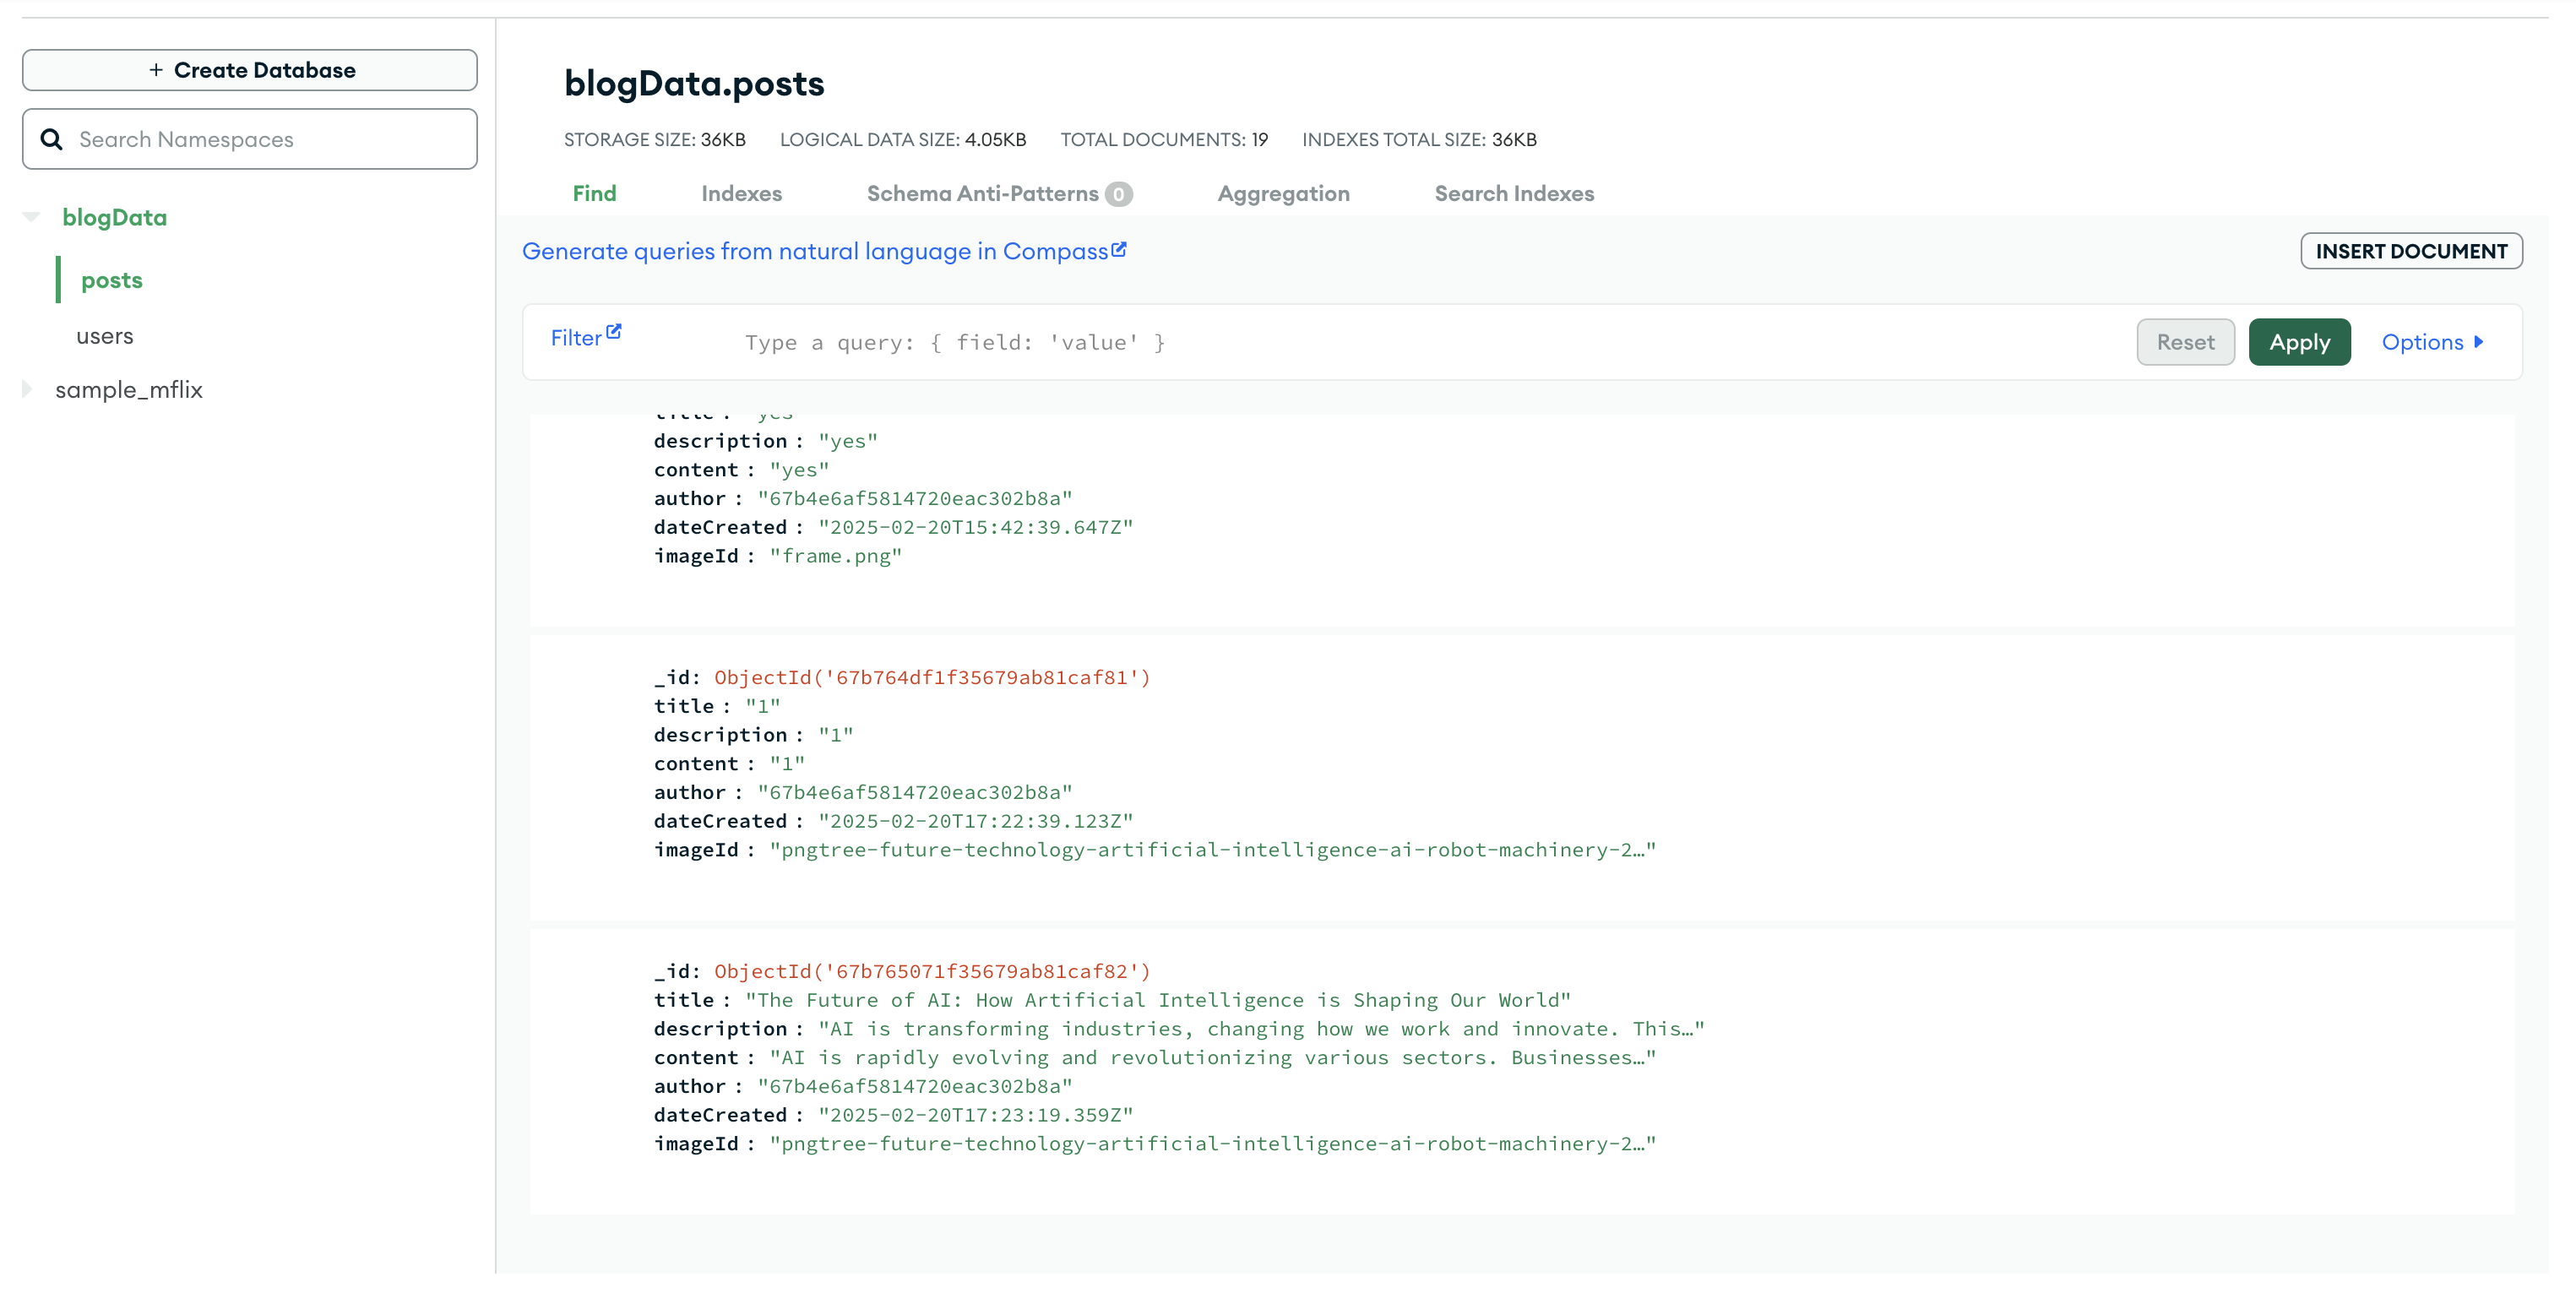 + Create Database
Search Namespaces
blogData
posts
users
sample_mflix
blogData.posts
STORAGE SIZE: 36KB LOGICAL DATA SIZE: 4.05KB TOTAL DOCUMENTS: 19 INDEXES TOTAL SIZE: 36KB
Find Indexes Schema Anti-Patterns 0 Aggregation Search Indexes
Generate queries from natural language in Compass
INSERT DOCUMENT
Filter Type a query: { field: 'value' } Reset Apply Options
title : "yes"
description : "yes"
content : "yes"
author : "67b4e6af5814720eac302b8a"
dateCreated : "2025-02-20T15:42:39.647Z"
imageId : "frame.png"
_id: ObjectId('67b764df1f35679ab81caf81')
title : "1"
description : "1"
content : "1"
author : "67b4e6af5814720eac302b8a"
dateCreated : "2025-02-20T17:22:39.123Z"
imageId : "pngtree-future-technology-artificial-intelligence-ai-robot-machinery-2…"
_id: ObjectId('67b765071f35679ab81caf82')
title : "The Future of AI: How Artificial Intelligence is Shaping Our World"
description : "AI is transforming industries, changing how we work and innovate. This…"
content : "AI is rapidly evolving and revolutionizing various sectors. Businesses…"
author : "67b4e6af5814720eac302b8a"
dateCreated : "2025-02-20T17:23:19.359Z"
imageId : "pngtree-future-technology-artificial-intelligence-ai-robot-machinery-2…"